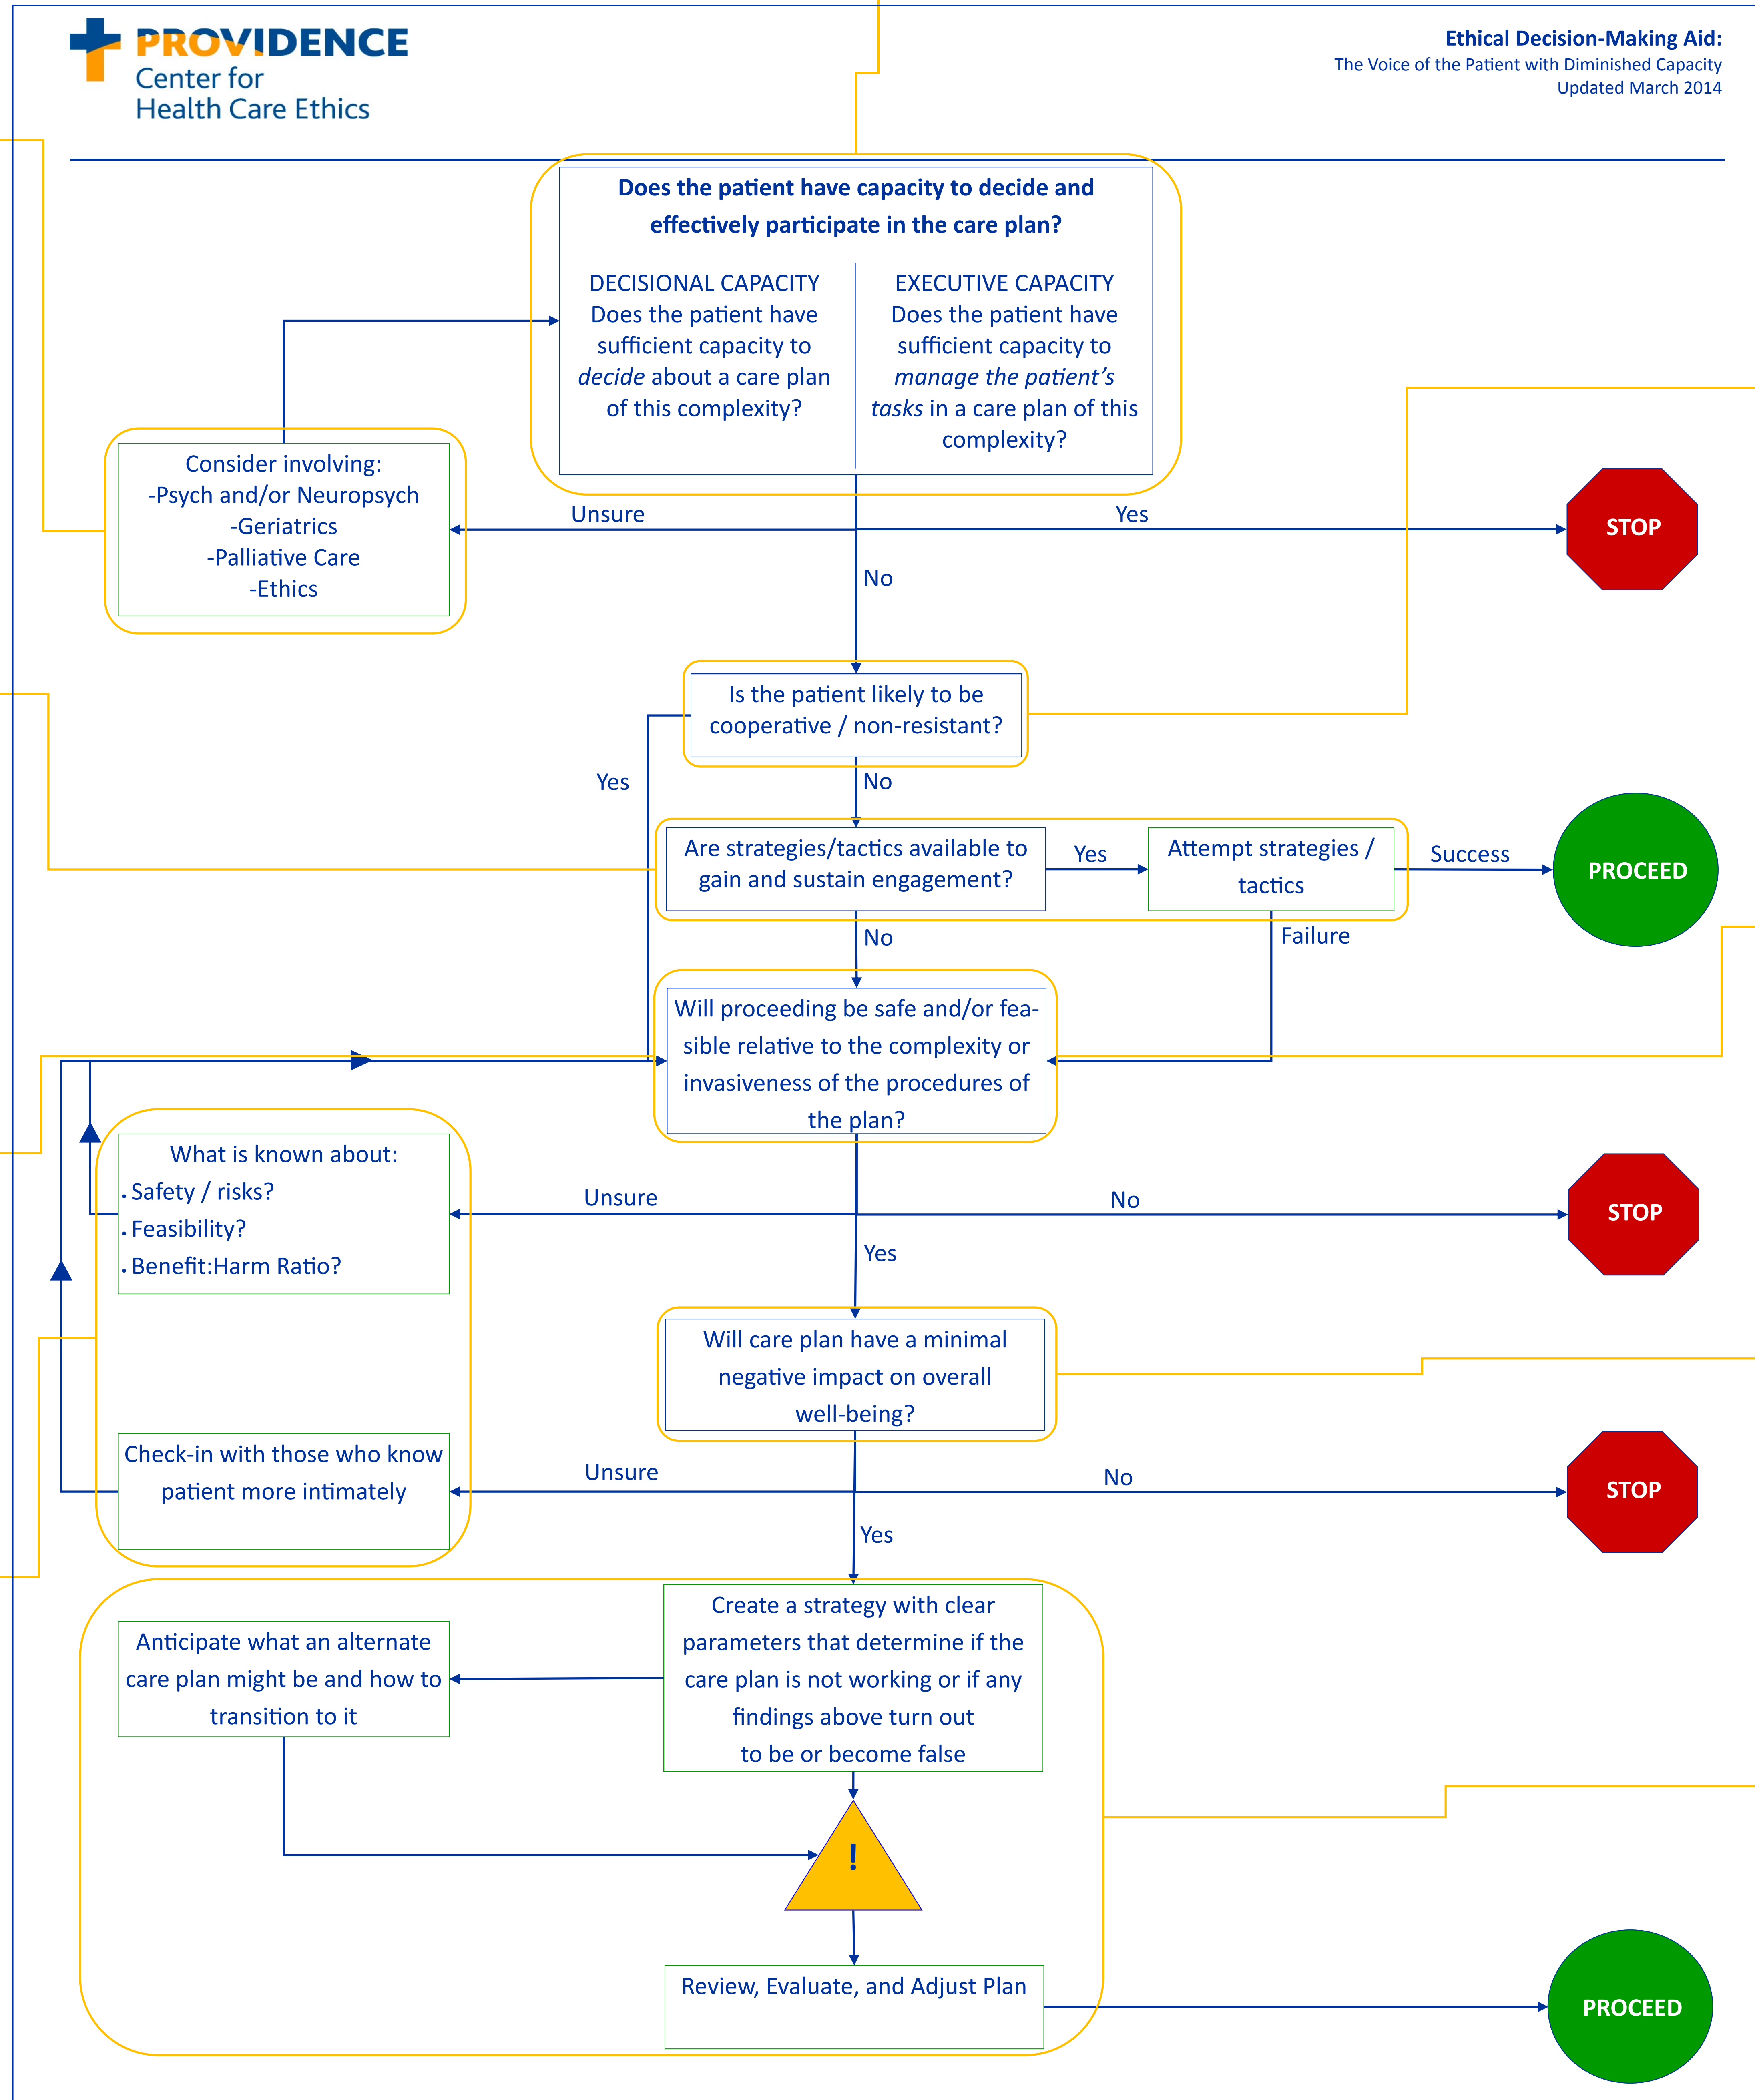 PROVIDENCE
Center for
Health Care Ethics
Ethical Decision-Making Aid:
The Voice of the Patient with Diminished Capacity
Updated March 2014
Does the patient have capacity to decide and
effectively participate in the care plan?
DECISIONAL CAPACITY
Does the patient have
sufficient capacity to
decide about a care plan
of this complexity?
EXECUTIVE CAPACITY
Does the patient have
sufficient capacity to
manage the patient's
tasks in a care plan of this
complexity?
Consider involving:
-Psych and/or Neuropsych
-Geriatrics
-Palliative Care
-Ethics
Unsure
Yes
STOP
No
Is the patient likely to be
cooperative / non-resistant?
Yes
No
Are strategies/tactics available to
gain and sustain engagement?
Yes
Attempt strategies /
tactics
Success
PROCEED
No
Failure
Will proceeding be safe and/or fea-
sible relative to the complexity or
invasiveness of the procedures of
the plan?
What is known about:
• Safety / risks?
• Feasibility?
• Benefit:Harm Ratio?
Unsure
No
STOP
Yes
Will care plan have a minimal
negative impact on overall
well-being?
Check-in with those who know
patient more intimately
Unsure
No
STOP
Yes
Create a strategy with clear
parameters that determine if the
care plan is not working or if any
findings above turn out
to be or become false
Anticipate what an alternate
care plan might be and how to
transition to it
!
Review, Evaluate, and Adjust Plan
PROCEED